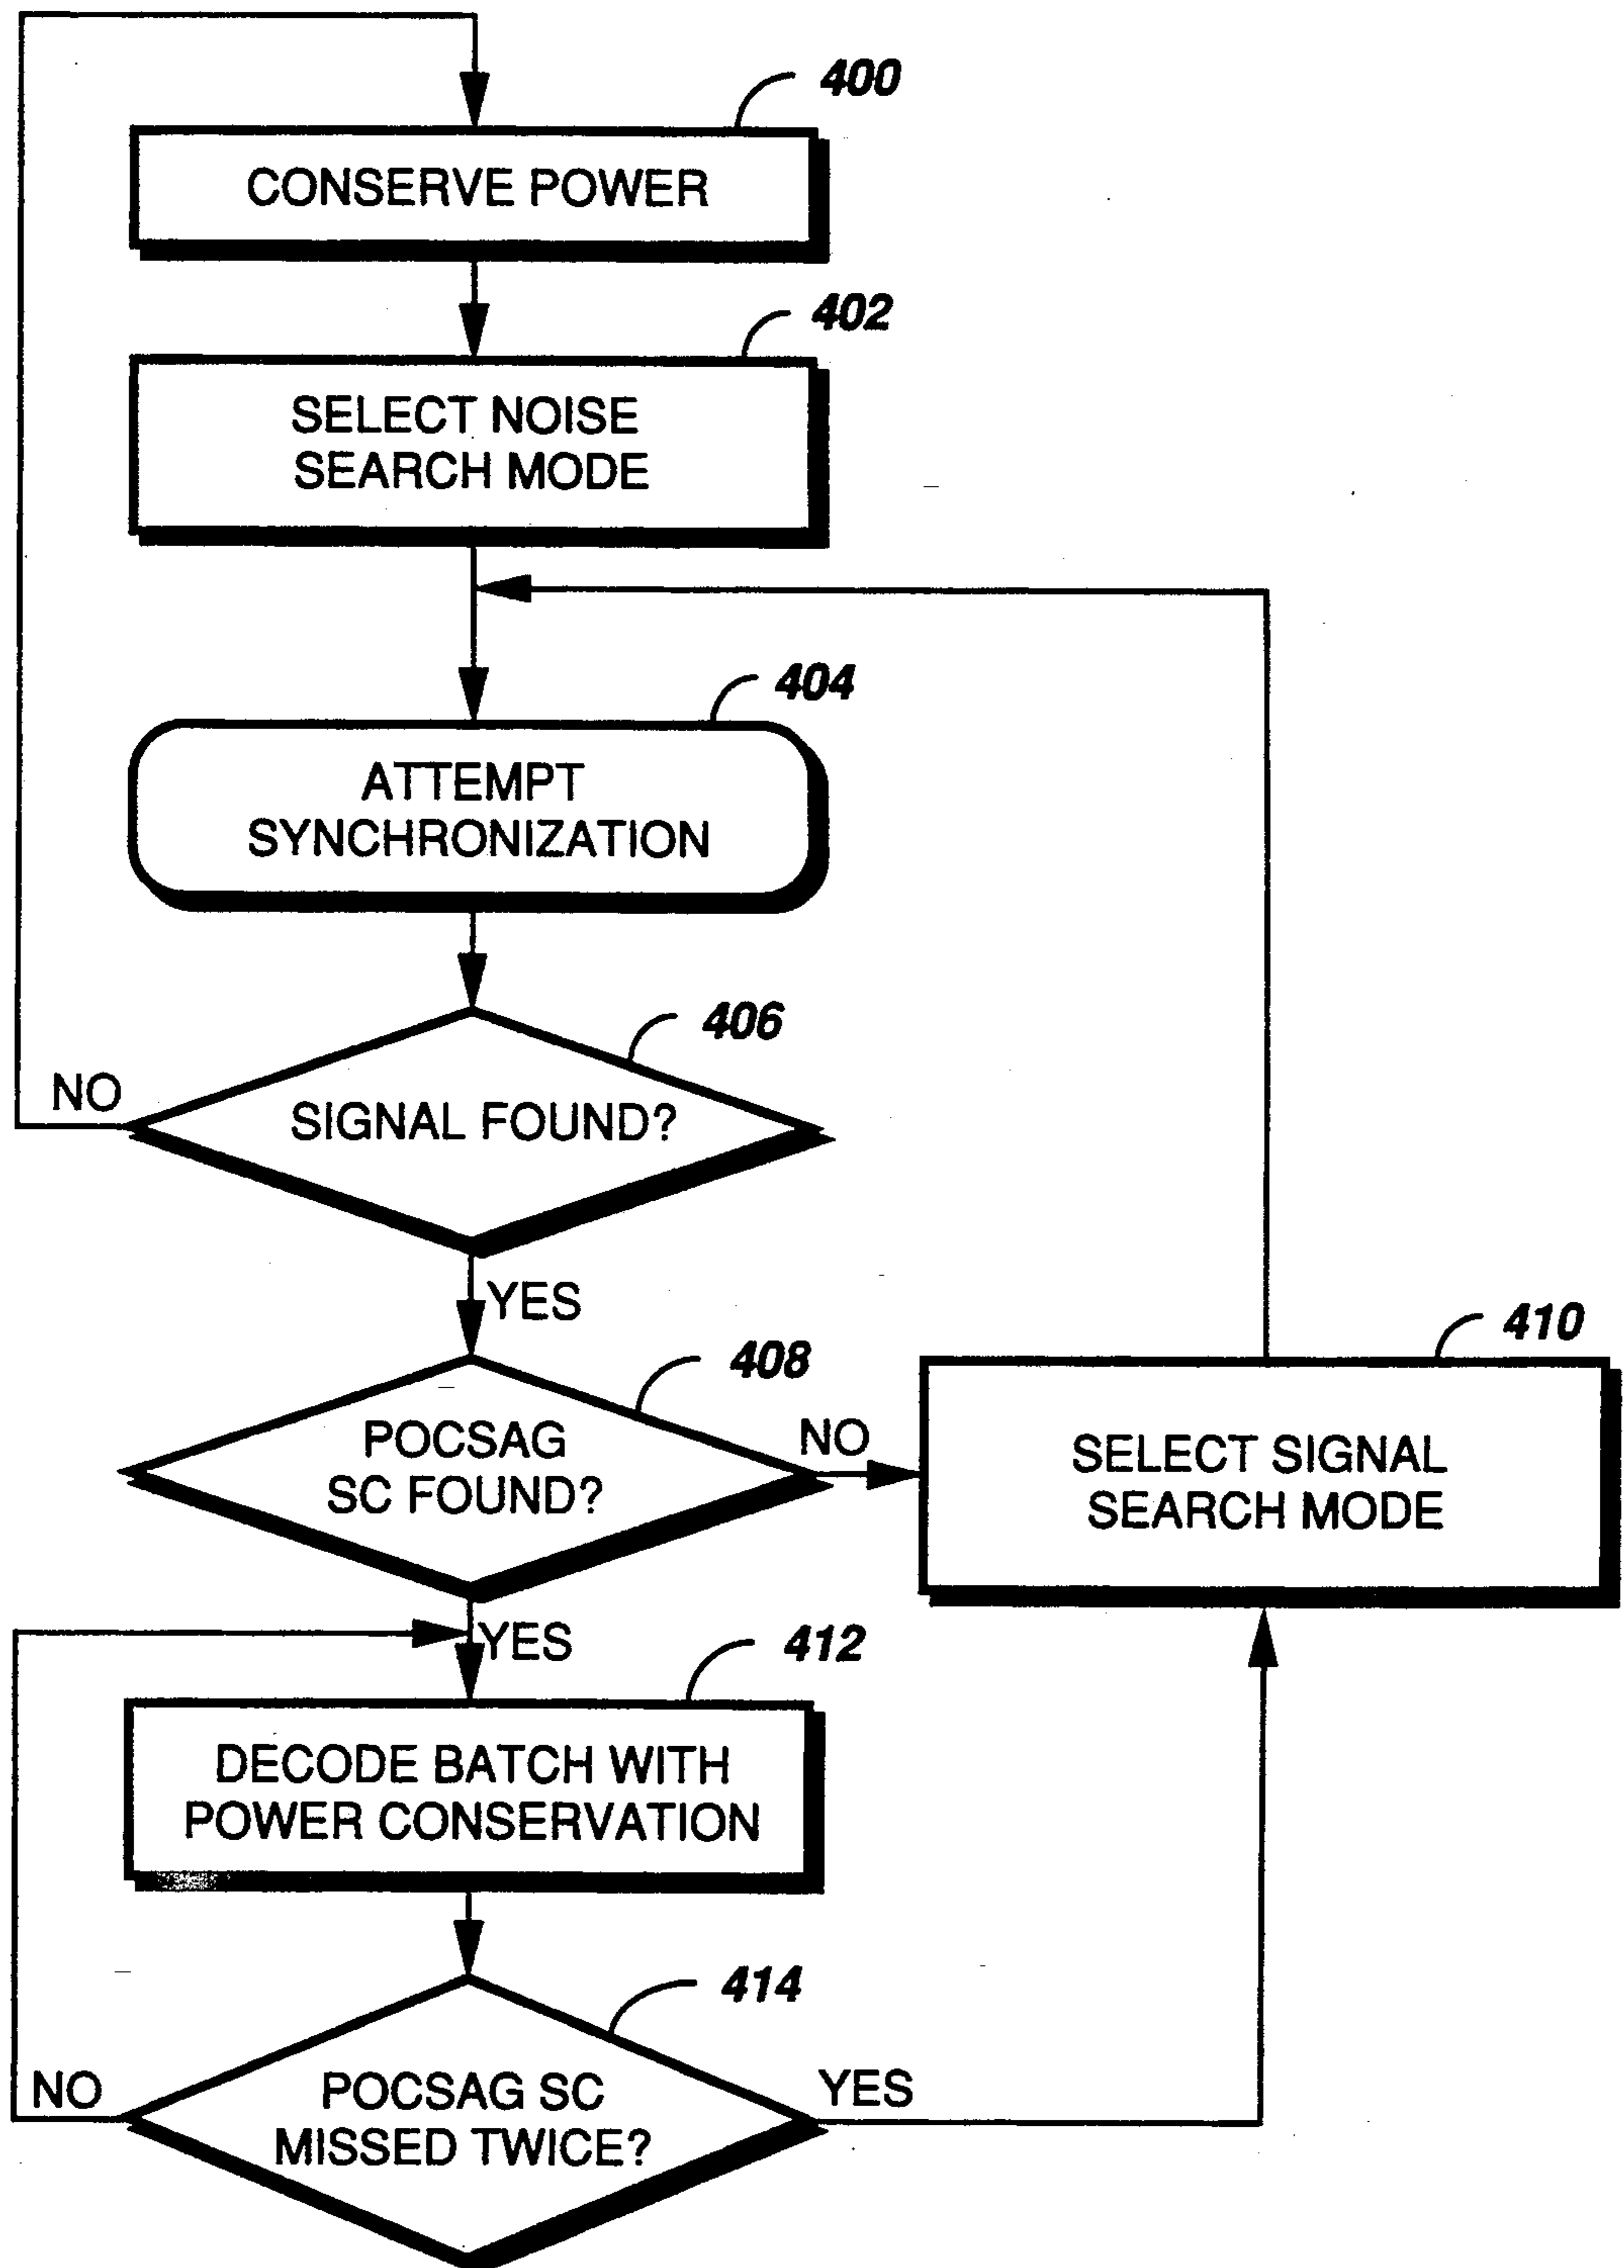 400
CONSERVE POWER
402
SELECT NOISE
SEARCH MODE
404
ATTEMPT
SYNCHRONIZATION
406
NO
SIGNAL FOUND?
YES
408
POCSAG
SC FOUND?
NO
410
SELECT SIGNAL
SEARCH MODE
YES
412
DECODE BATCH WITH
POWER CONSERVATION
414
NO
POCSAG SC
MISSED TWICE?
YES